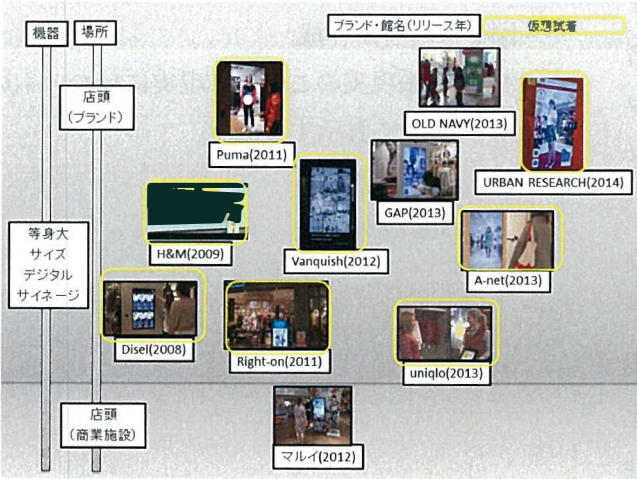 機器
場所
ブランド・館名(リリース年)
仮想試着
店頭
(ブランド)
Puma(2011)
OLD NAVY(2013)
URBAN RESEARCH(2014)
GAP(2013)
等身大
サイズ
デジタル
サイネージ
H&M(2009)
Vanquish(2012)
A-net(2013)
Disel(2008)
Right-on(2011)
uniqlo(2013)
店頭
(商業施設)
マルイ(2012)